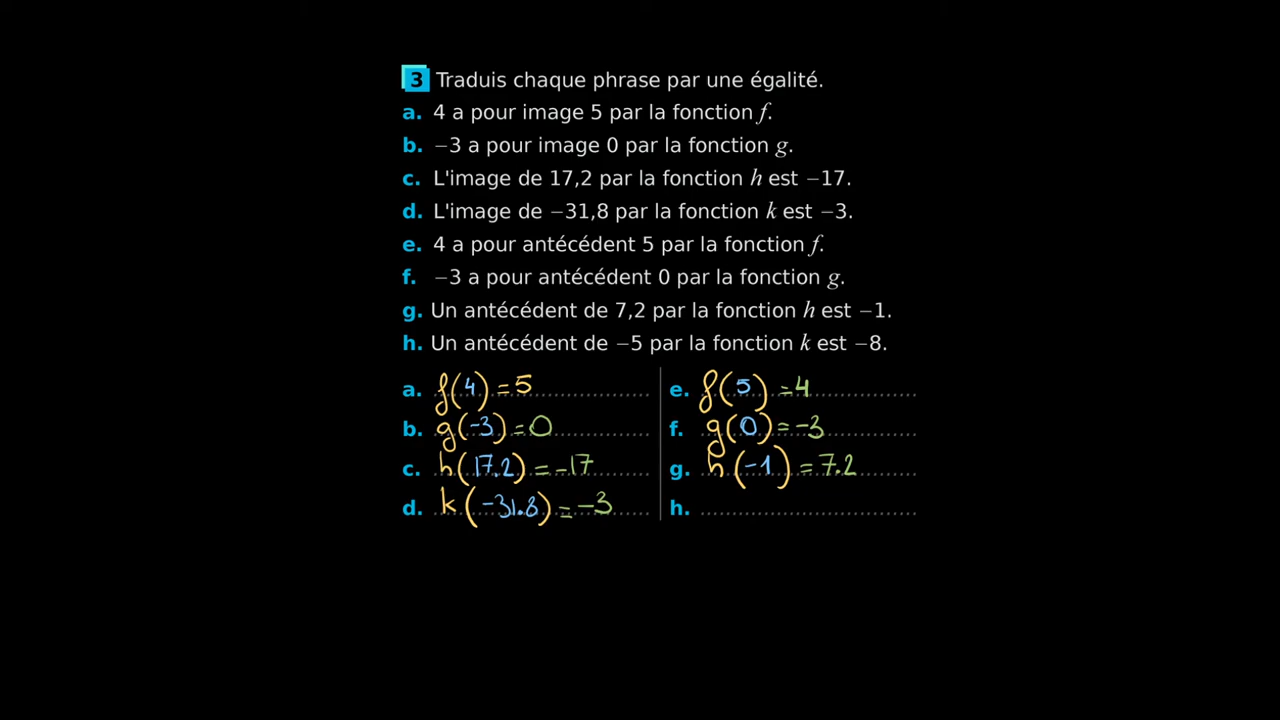 3 Traduis chaque phrase par une égalité.
a. 4 a pour image 5 par la fonction f.
b. −3 a pour image 0 par la fonction g.
c. L'image de 17,2 par la fonction h est −17.
d. L'image de −31,8 par la fonction k est −3.
e. 4 a pour antécédent 5 par la fonction f.
f. −3 a pour antécédent 0 par la fonction g.
g. Un antécédent de 7,2 par la fonction h est −1.
h. Un antécédent de −5 par la fonction k est −8.
a. f(4) = 5
b. g(-3) = 0
c. h(17.2) = -17
d. k(-31.8) = -3
e. f(5) = 4
f. g(0) = -3
g. h(-1) = 7.2
h.